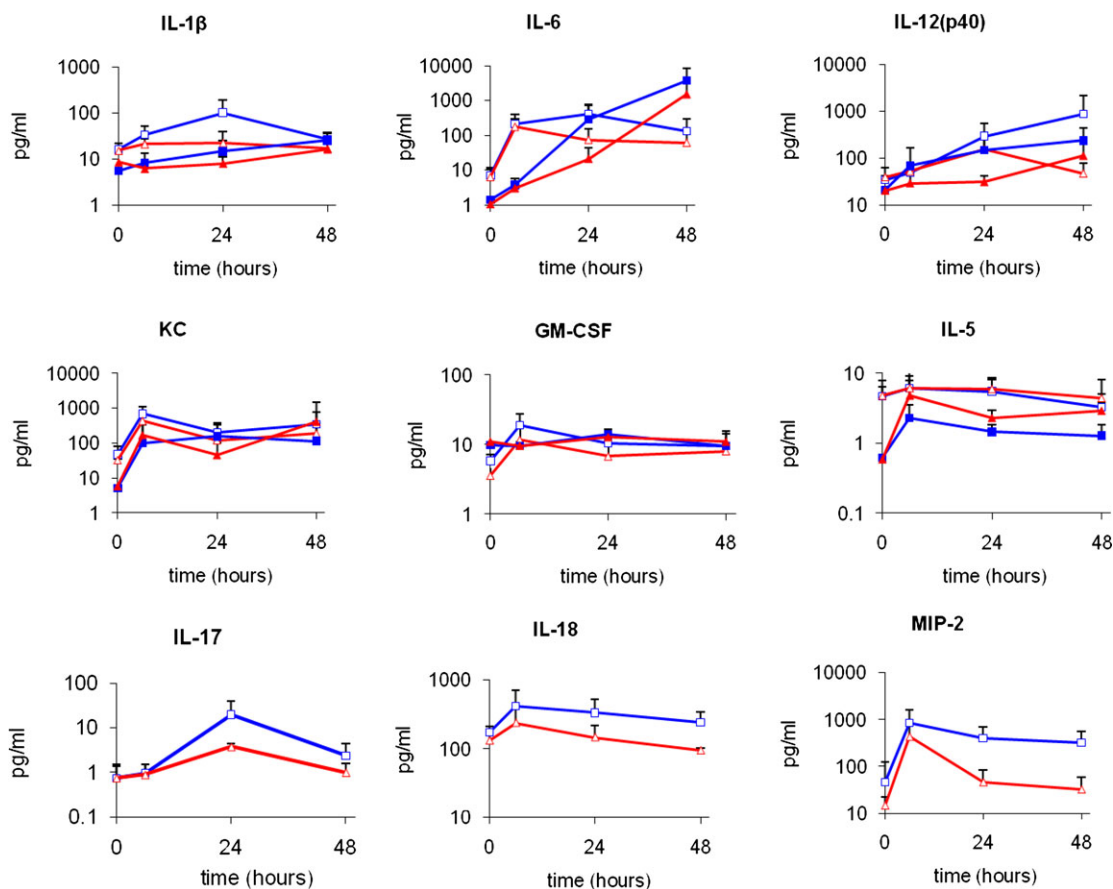 IL-1β
IL-6
IL-12(p40)
1000
100
10
1
pg/ml
0 24 48
time (hours)
10000
1000
100
10
1
pg/ml
0 24 48
time (hours)
10000
1000
100
10
pg/ml
0 24 48
time (hours)
KC
GM-CSF
IL-5
10000
1000
100
10
1
pg/ml
0 24 48
time (hours)
100
10
1
pg/ml
0 24 48
time (hours)
10
1
0.1
pg/ml
0 24 48
time (hours)
IL-17
IL-18
MIP-2
100
10
1
0.1
pg/ml
0 24 48
time (hours)
1000
100
10
pg/ml
0 24 48
time (hours)
10000
1000
100
10
pg/ml
0 24 48
time (hours)